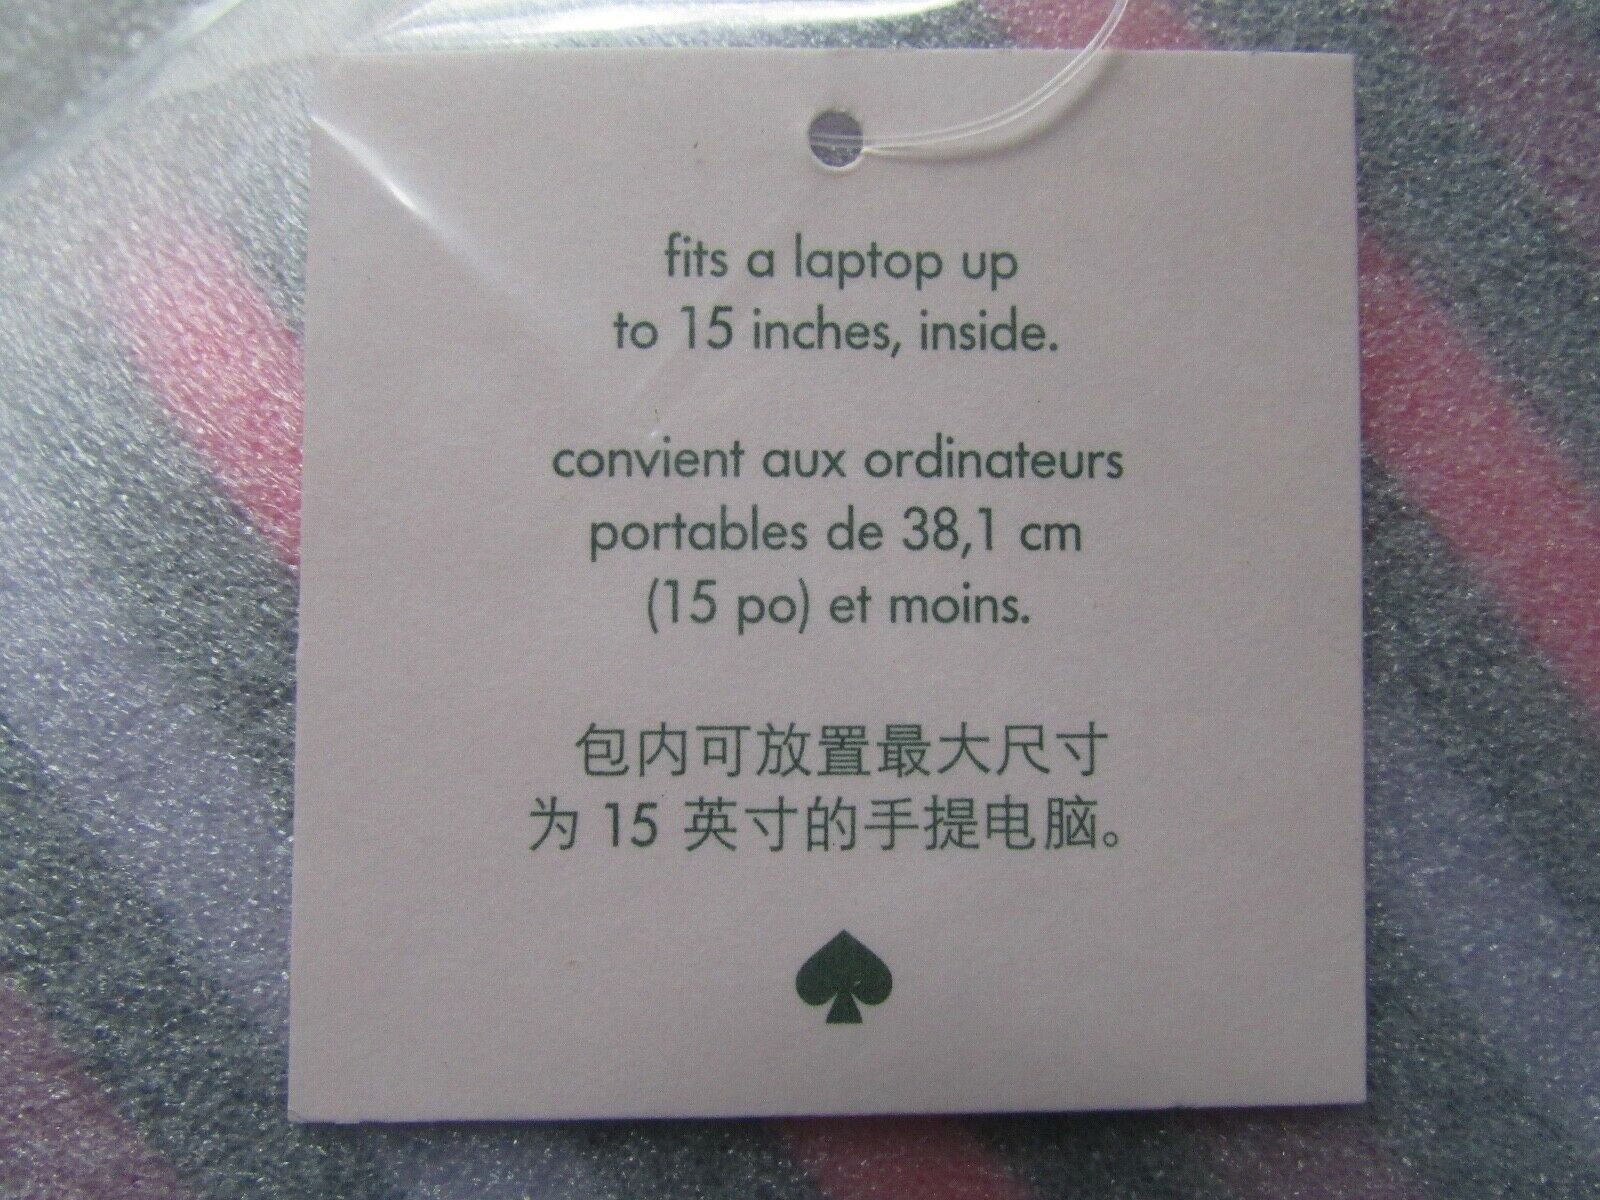 fits a laptop up
to 15 inches, inside.
convient aux ordinateurs
portables de 38,1 cm
(15 po) et moins.
包内可放置最大尺寸
为 15 英寸的手提电脑。